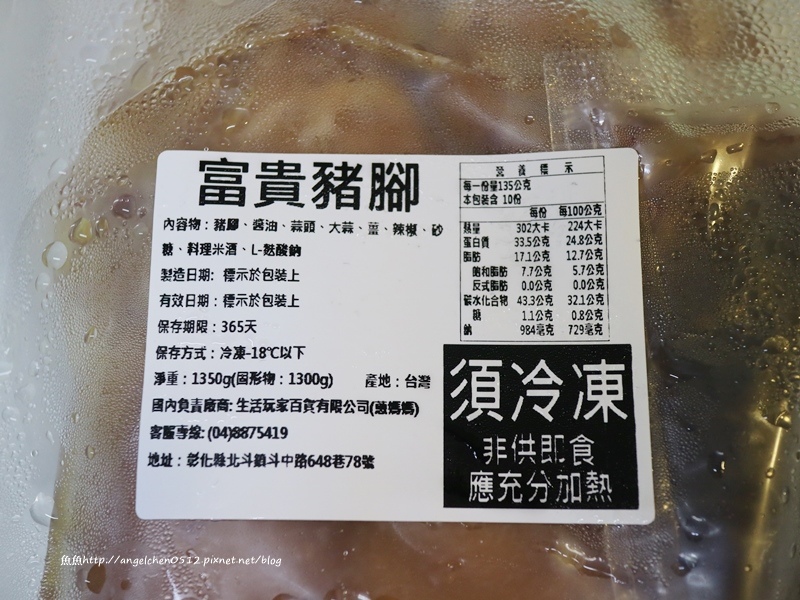 富貴豬腳
內容物：豬腳、醬油、蒜頭、大蒜、薑、辣椒、砂
糖、料理米酒、L-麩酸鈉
製造日期: 標示於包裝上
有效日期：標示於包裝上
保存期限：365天
保存方式：冷凍-18℃以下
淨重：1350g(固形物：1300g) 產地：台灣
國內負責廠商: 生活玩家百貨有限公司(蔥媽媽)
客服專線: (04)8875419
地址：彰化縣北斗鎮斗中路648巷78號
營養標示
每一份量135公克
本包裝含 10份
每份 每100公克
熱量 302大卡 224大卡
蛋白質 33.5公克 24.8公克
脂肪 17.1公克 12.7公克
飽和脂肪 7.7公克 5.7公克
反式脂肪 0.0公克 0.0公克
碳水化合物 43.3公克 32.1公克
糖 1.1公克 0.8公克
鈉 984毫克 729毫克
須冷凍
非供即食
應充分加熱
魚魚http://angelchen0512.pixnet.net/blog